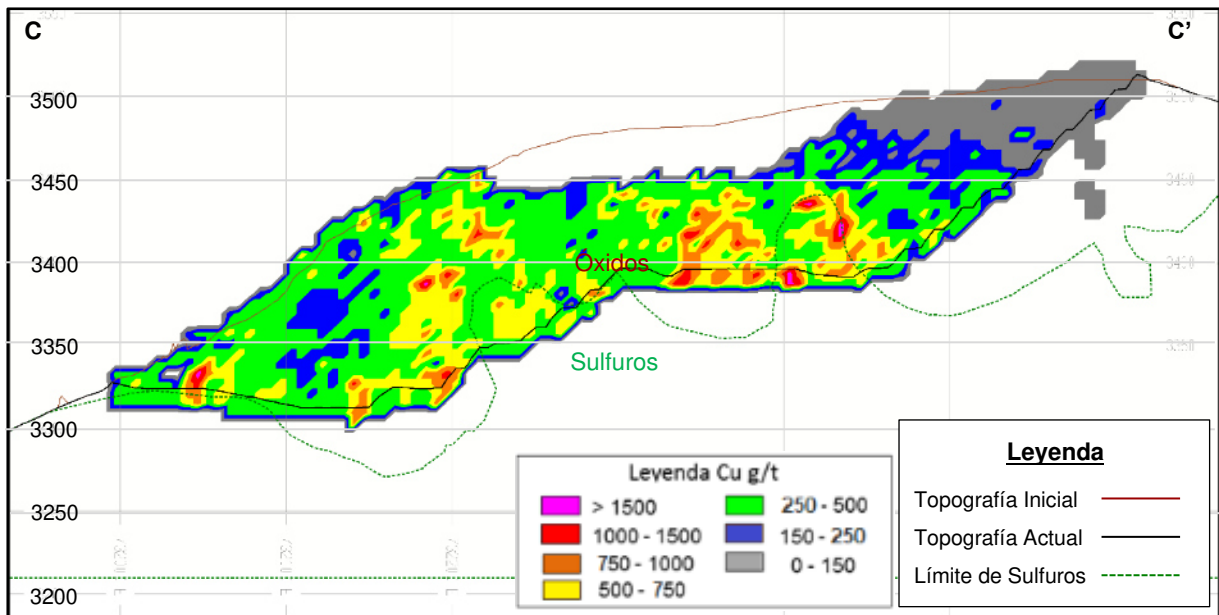 C
C'
3500
3450
3400
3350
3300
3250
3200
Óxidos
Sulfuros
Leyenda Cu g/t
> 1500
1000 - 1500
750 - 1000
500 - 750
250 - 500
150 - 250
0 - 150
Leyenda
Topografía Inicial
Topografía Actual
Límite de Sulfuros